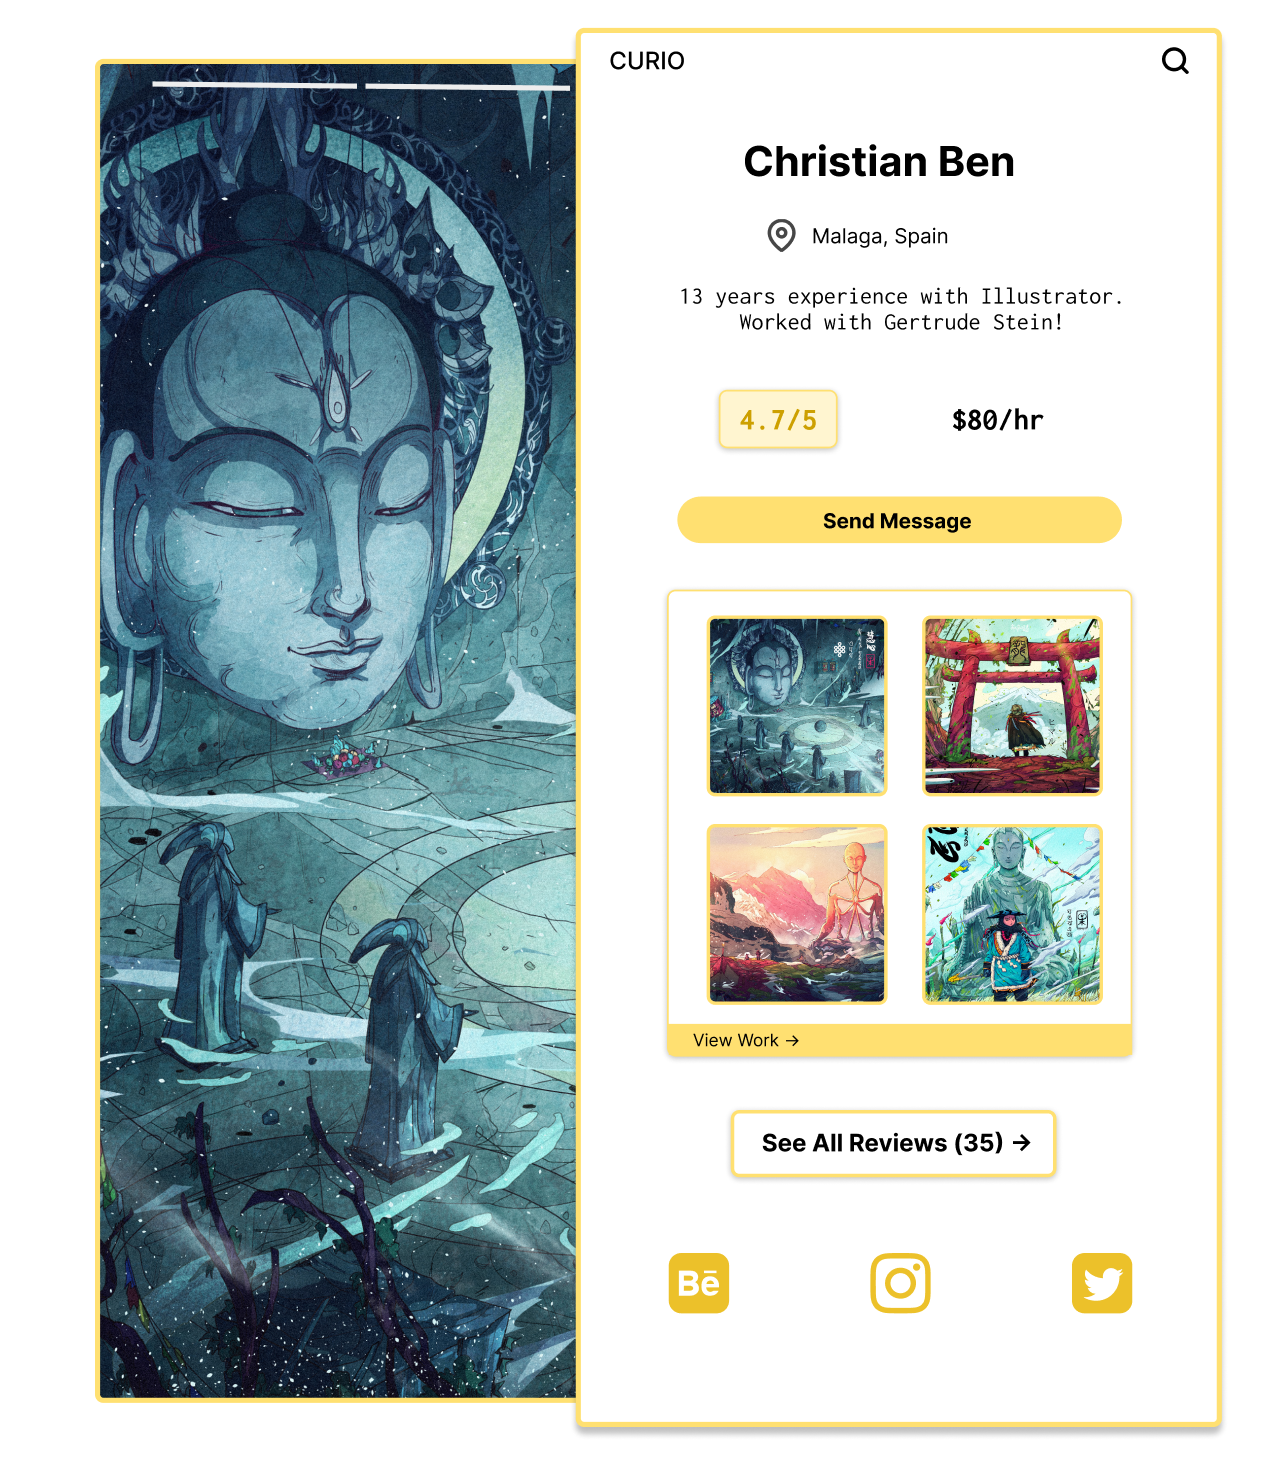 CURIO
Christian Ben
Malaga, Spain
13 years experience with Illustrator.
Worked with Gertrude Stein!
4.7/5
$80/hr
Send Message
View Work →
See All Reviews (35) →
Bē